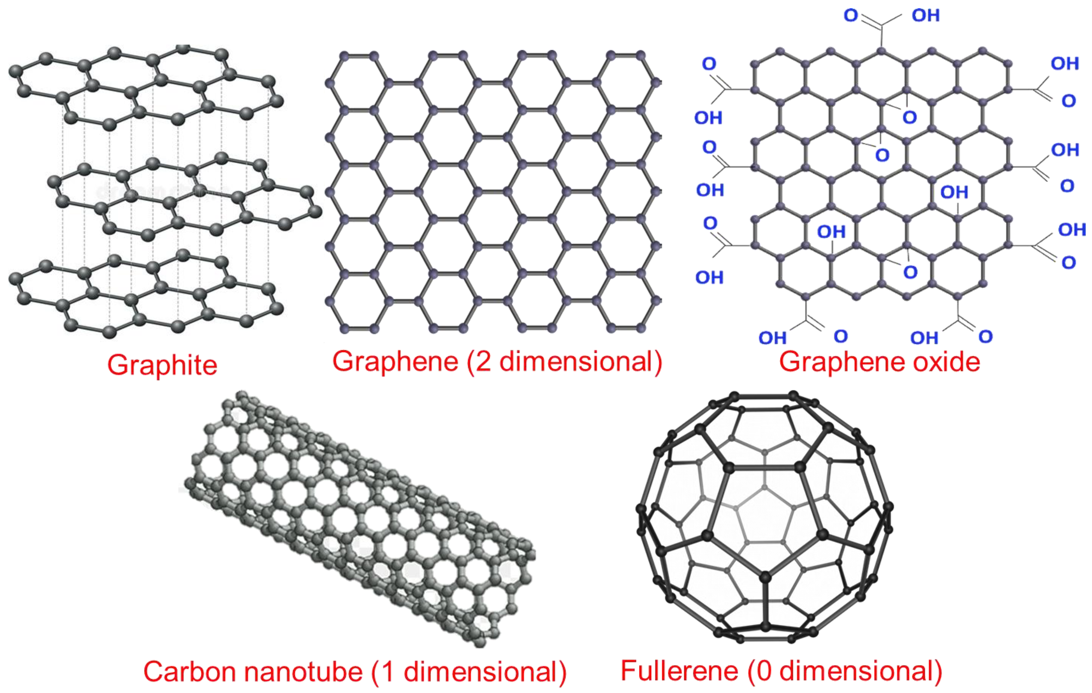 O OH
O OH
OH O
O
O
O OH
OH O
OH
OH
O OH
O
OH O
OH O OH O
Graphite Graphene (2 dimensional) Graphene oxide
Carbon nanotube (1 dimensional) Fullerene (0 dimensional)